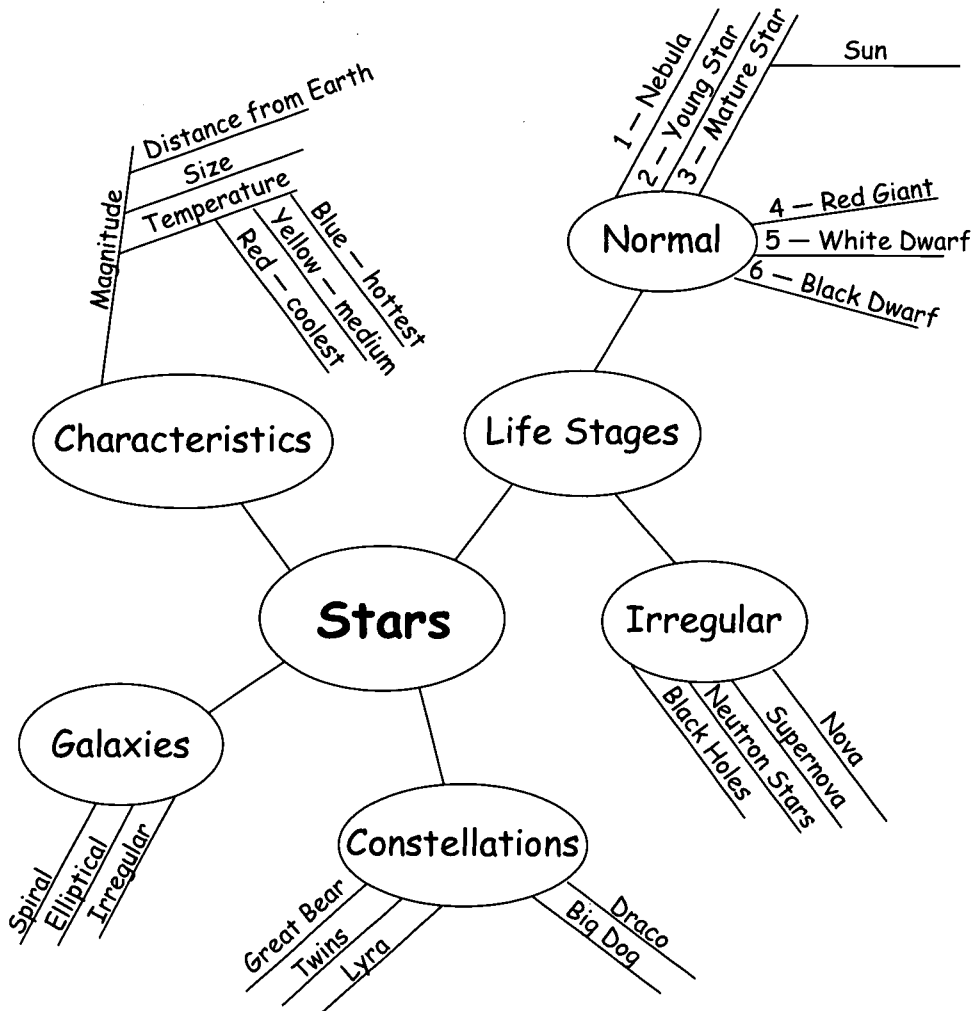 Stars
Characteristics
Magnitude
Distance from Earth
Size
Temperature
Red — coolest
Yellow — medium
Blue — hottest
Life Stages
Normal
1 — Nebula
2 — Young Star
3 — Mature Star
Sun
4 — Red Giant
5 — White Dwarf
6 — Black Dwarf
Irregular
Black Holes
Neutron Stars
Supernova
Nova
Constellations
Great Bear
Twins
Lyra
Big Dog
Draco
Galaxies
Spiral
Elliptical
Irregular